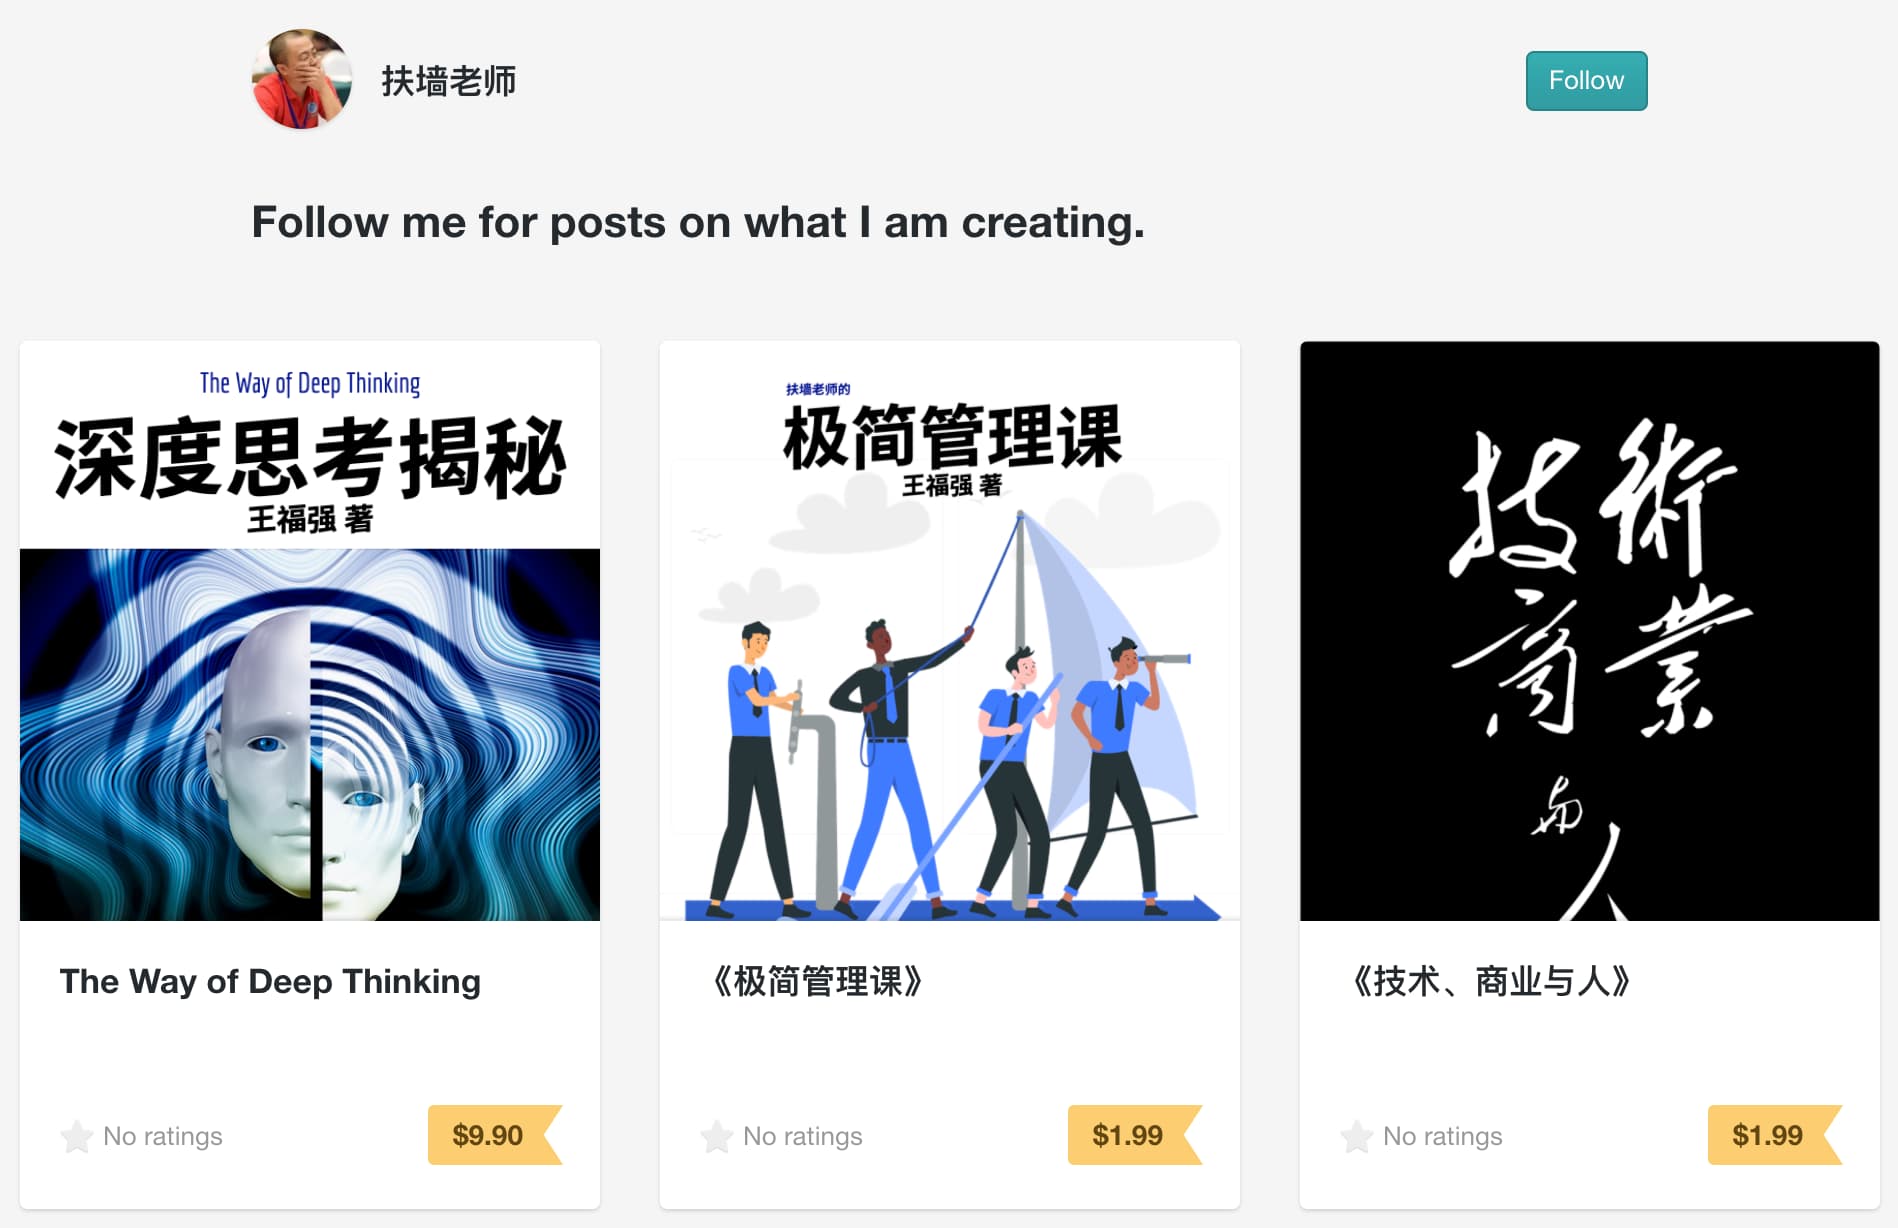 扶墙老师
Follow
Follow me for posts on what I am creating.
The Way of Deep Thinking
深度思考揭秘
王福强 著
The Way of Deep Thinking
No ratings
$9.90
扶墙老师的
极简管理课
王福强 著
《极简管理课》
No ratings
$1.99
技術
商業
与
人
《技术、商业与人》
No ratings
$1.99